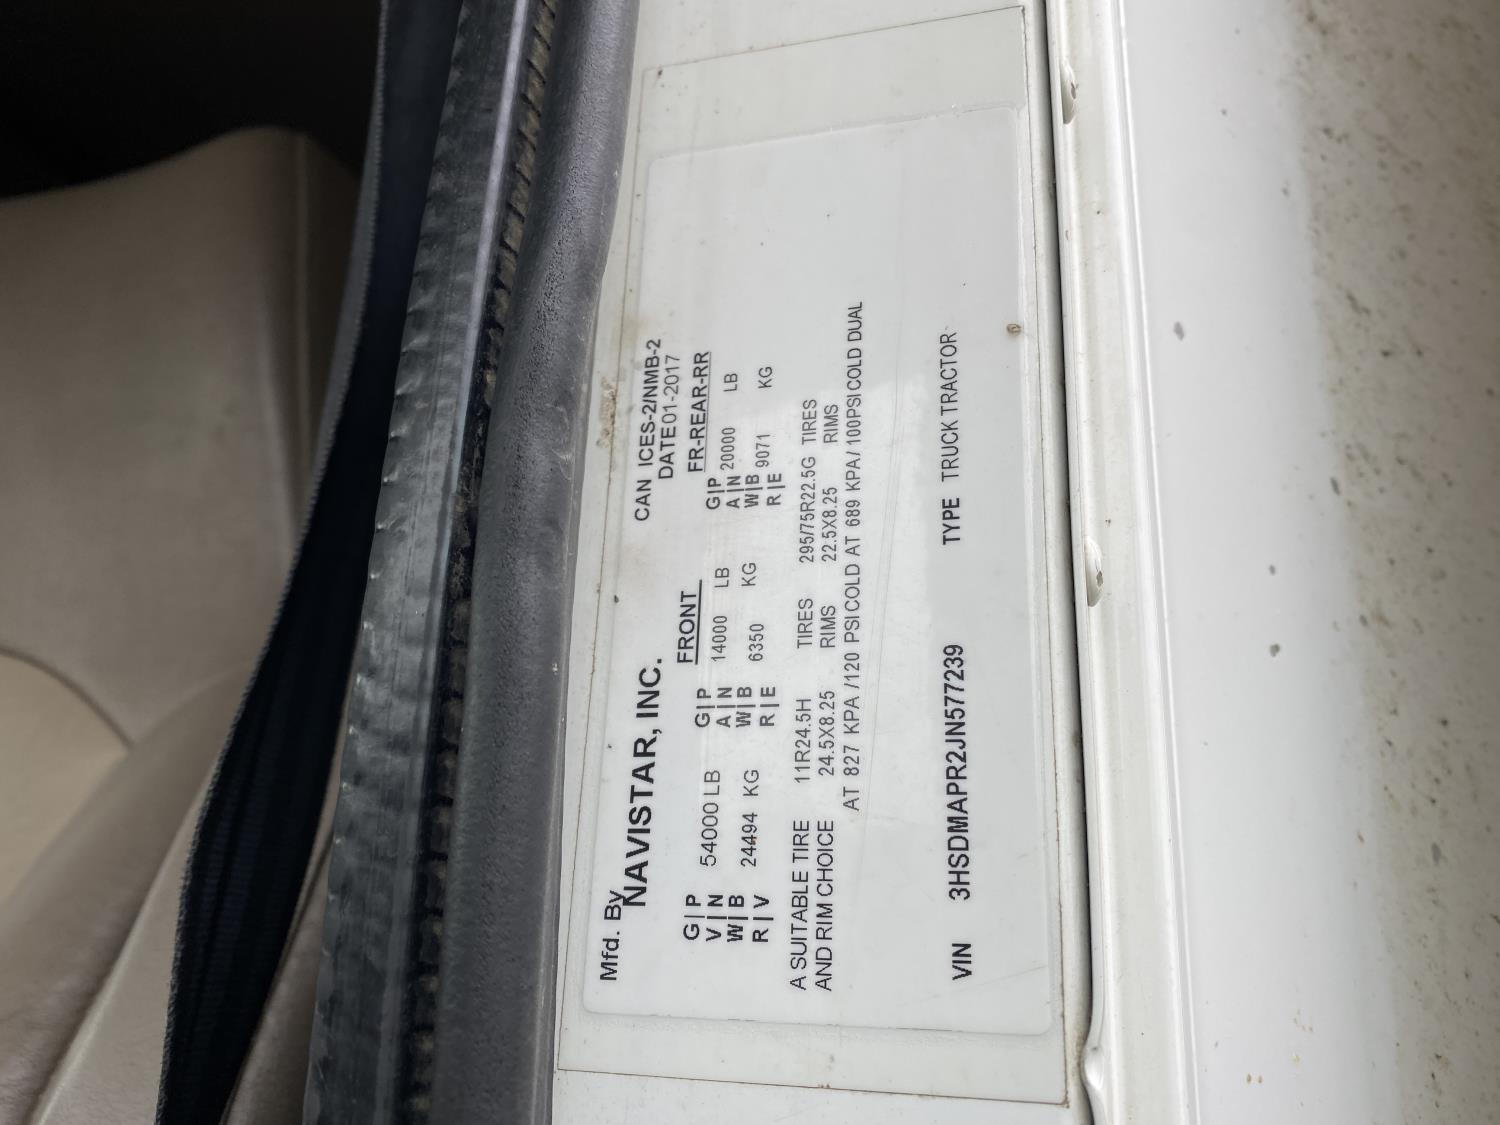 CAN ICES-2/NMB-2
Mfd. By DATE 01-2017
NAVISTAR, INC.
FRONT FR-REAR-RR
G|P 54000 LB G|P 14000 LB G|P 20000 LB
V|N A|N A|N
W|B 24494 KG W|B 6350 KG W|B 9071 KG
R|V R|E R|E
A SUITABLE TIRE 11R24.5H TIRES 295/75R22.5G TIRES
AND RIM CHOICE 24.5X8.25 RIMS 22.5X8.25 RIMS
AT 827 KPA /120 PSI COLD AT 689 KPA/ 100PSI COLD DUAL
VIN 3HSDMAPR2JN577239 TYPE TRUCK TRACTOR